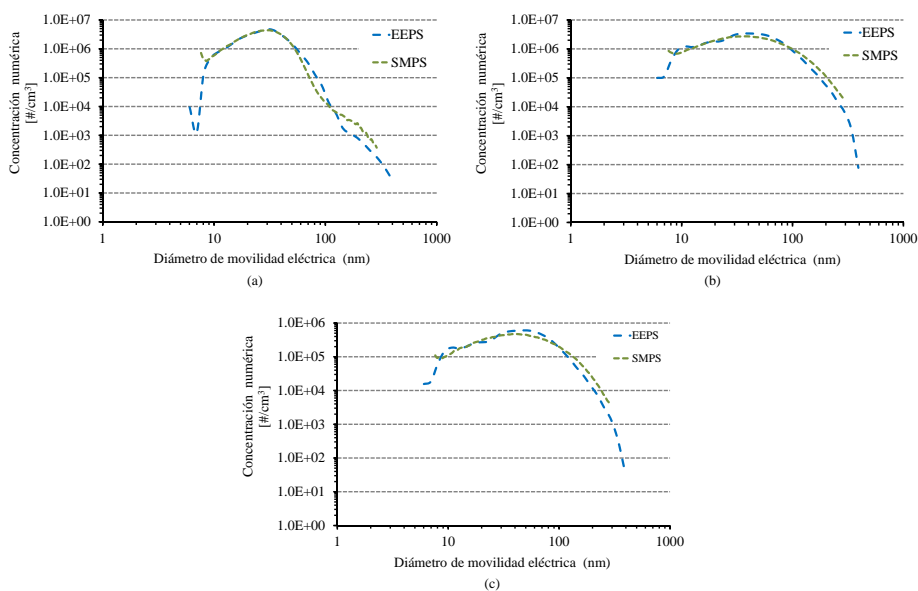 Concentración numérica
[#/cm³]
1.0E+07
1.0E+06
1.0E+05
1.0E+04
1.0E+03
1.0E+02
1.0E+01
1.0E+00
EEPS
SMPS
1 10 100 1000
Diámetro de movilidad eléctrica (nm)
(a)
Concentración numérica
[#/cm³]
1.0E+07
1.0E+06
1.0E+05
1.0E+04
1.0E+03
1.0E+02
1.0E+01
1.0E+00
EEPS
SMPS
1 10 100 1000
Diámetro de movilidad eléctrica (nm)
(b)
Concentración numérica
[#/cm³]
1.0E+06
1.0E+05
1.0E+04
1.0E+03
1.0E+02
1.0E+01
1.0E+00
EEPS
SMPS
1 10 100 1000
Diámetro de movilidad eléctrica (nm)
(c)